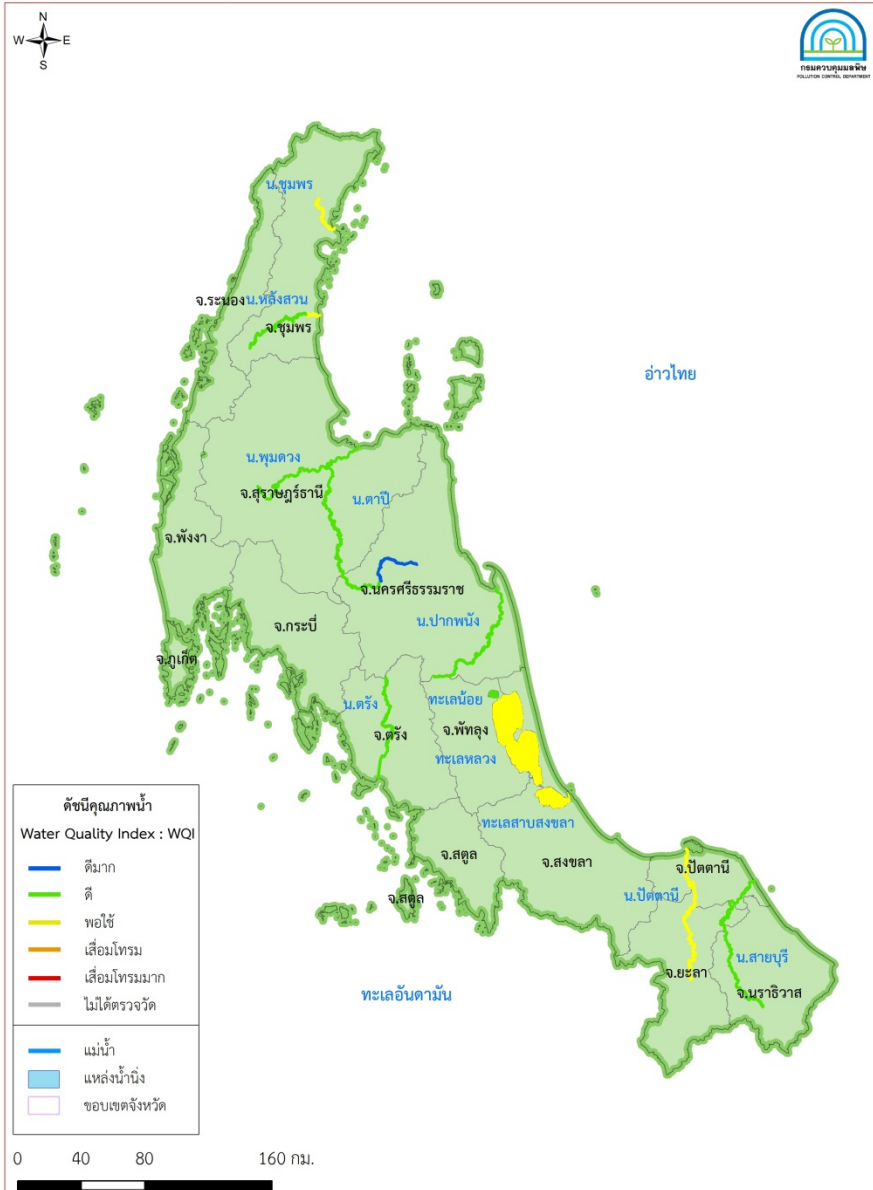 N
W E
S
กรมควบคุมมลพิษ
POLLUTION CONTROL DEPARTMENT
น.ชุมพร
จ.ระนอง
น.หลังสวน
จ.ชุมพร
อ่าวไทย
น.พุมดวง
จ.สุราษฎร์ธานี
น.ตาปี
จ.พังงา
จ.นครศรีธรรมราช
จ.กระบี่
น.ปากพนัง
จ.ภูเก็ต
น.ตรัง
ทะเลน้อย
จ.ตรัง
จ.พัทลุง
ทะเลหลวง
ทะเลสาบสงขลา
จ.สตูล
จ.สงขลา
จ.ปัตตานี
จ.สตูล
น.ปัตตานี
น.สายบุรี
จ.ยะลา
จ.นราธิวาส
ทะเลอันดามัน
ดัชนีคุณภาพน้ำ
Water Quality Index : WQI
ดีมาก
ดี
พอใช้
เสื่อมโทรม
เสื่อมโทรมมาก
ไม่ได้ตรวจวัด
แม่น้ำ
แหล่งน้ำนิ่ง
ขอบเขตจังหวัด
0 40 80 160 กม.